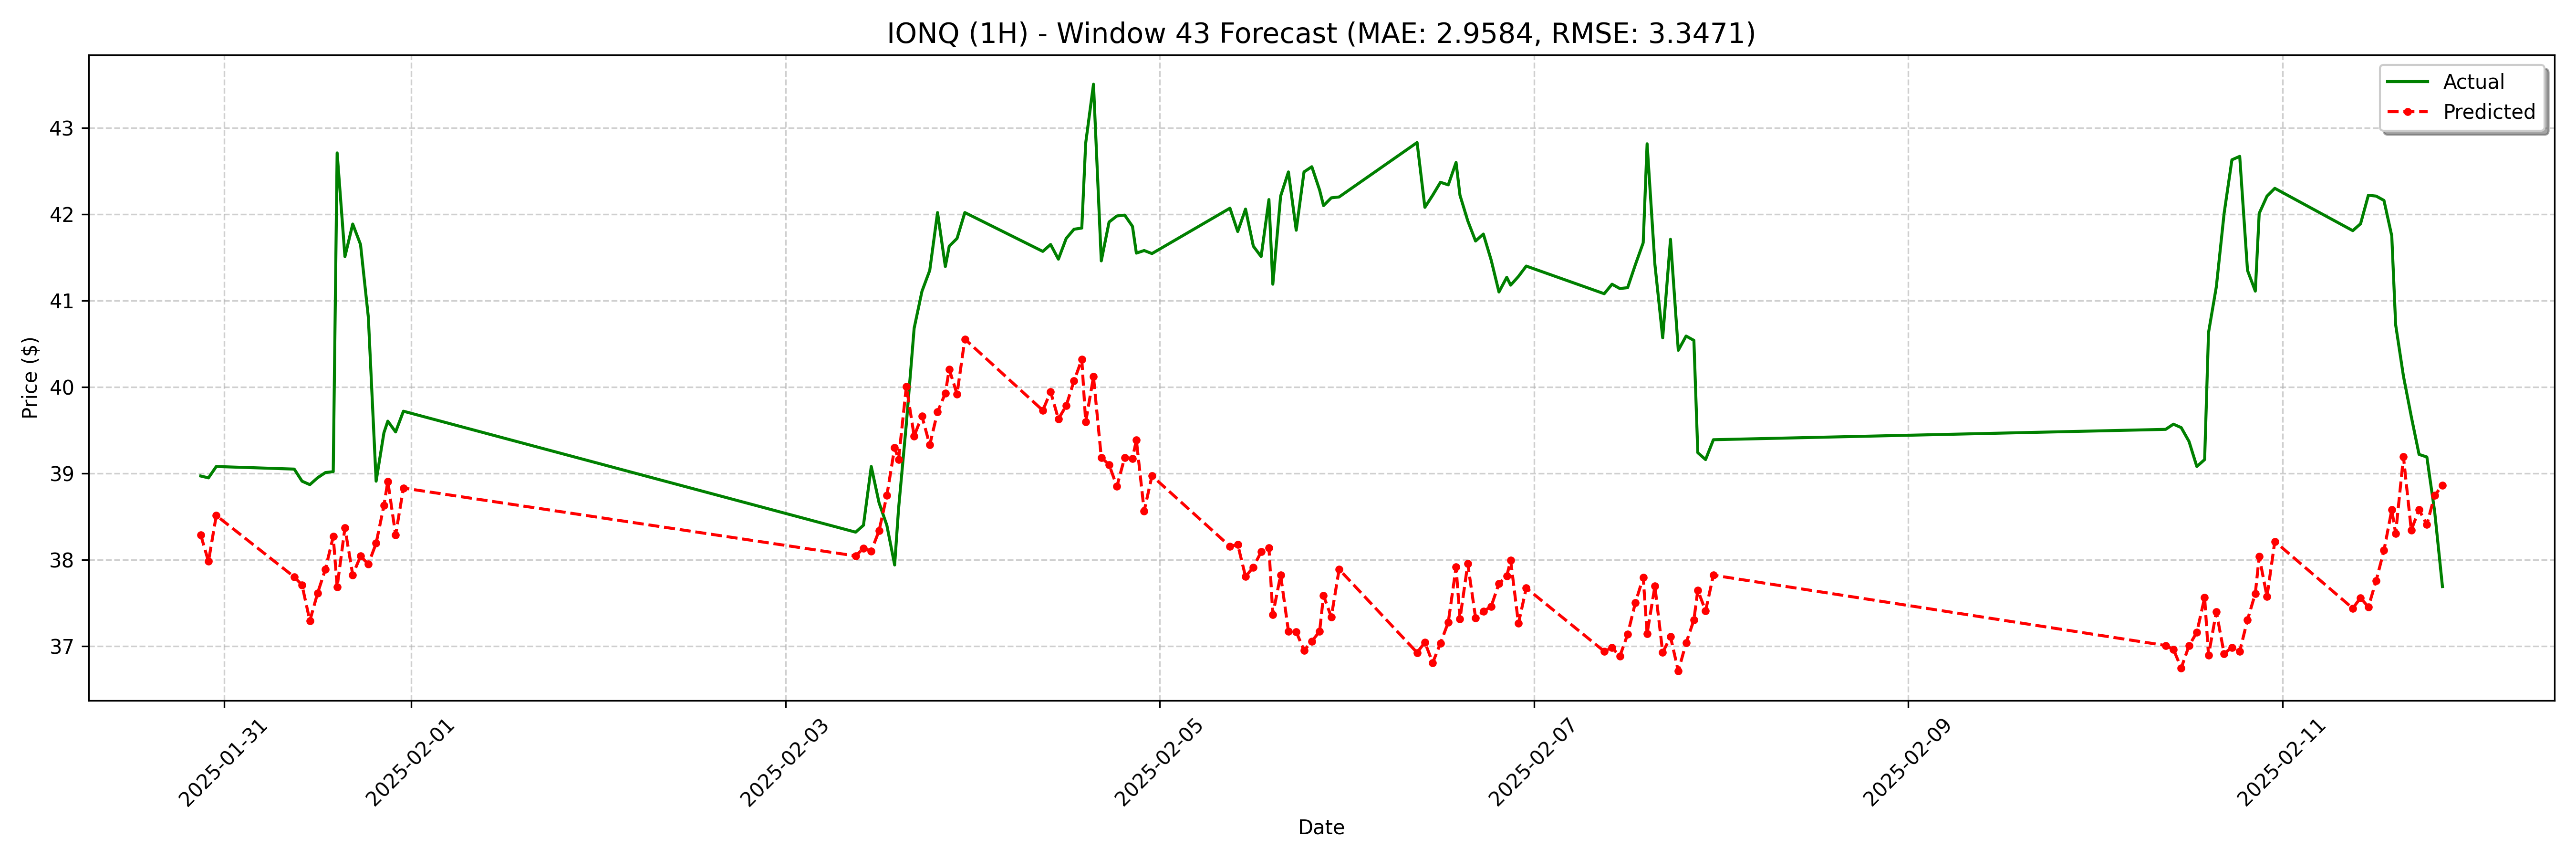 IONQ (1H) - Window 43 Forecast (MAE: 2.9584, RMSE: 3.3471)
Actual
Predicted
Price ($)
43
42
41
40
39
38
37
2025-01-31
2025-02-01
2025-02-03
2025-02-05
2025-02-07
2025-02-09
2025-02-11
Date